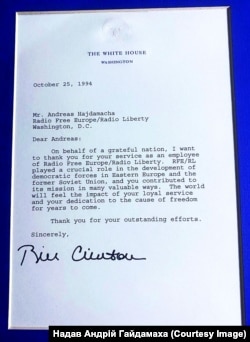 THE WHITE HOUSE
WASHINGTON
October 25, 1994
Mr. Andreas Hajdamacha
Radio Free Europe/Radio Liberty
Washington, D.C.
Dear Andreas:
On behalf of a grateful nation, I want
to thank you for your service as an employee
of Radio Free Europe/Radio Liberty. RFE/RL
played a crucial role in the development of
democratic forces in Eastern Europe and the
former Soviet Union, and you contributed to
its mission in many valuable ways. The world
will feel the impact of your loyal service
and your dedication to the cause of freedom
for years to come.
Thank you for your outstanding efforts.
Sincerely,
Bill Clinton
Надав Андрій Гайдамаха (Courtesy Image)